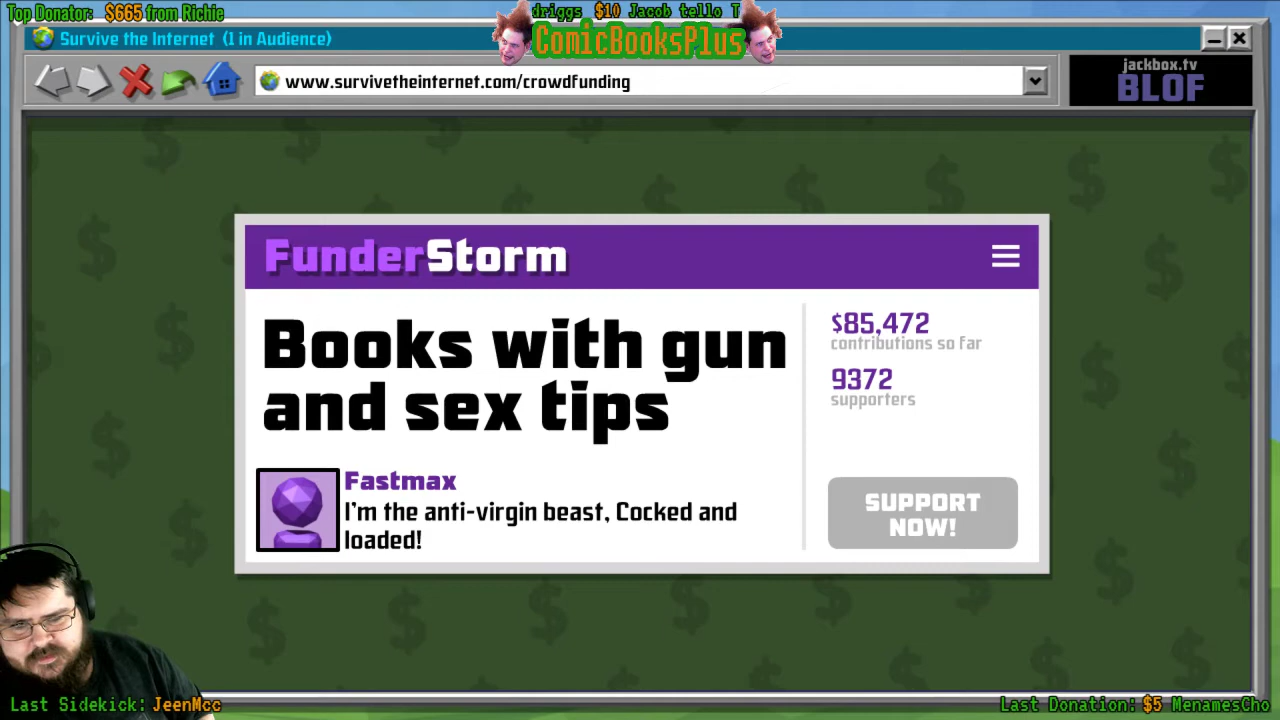 Top Donator: $665 from Richie
driggs $10 Jacob tello T
ComicBooksPlus
Survive the Internet (1 in Audience)
www.survivetheinternet.com/crowdfunding
jackbox.tv
BLOF
FunderStorm
Books with gun
and sex tips
$85,472
contributions so far
9372
supporters
Fastmax
I'm the anti-virgin beast, Cocked and
loaded!
SUPPORT
NOW!
Last Sidekick: JeenMcc
Last Donation: $5 MenamesCho